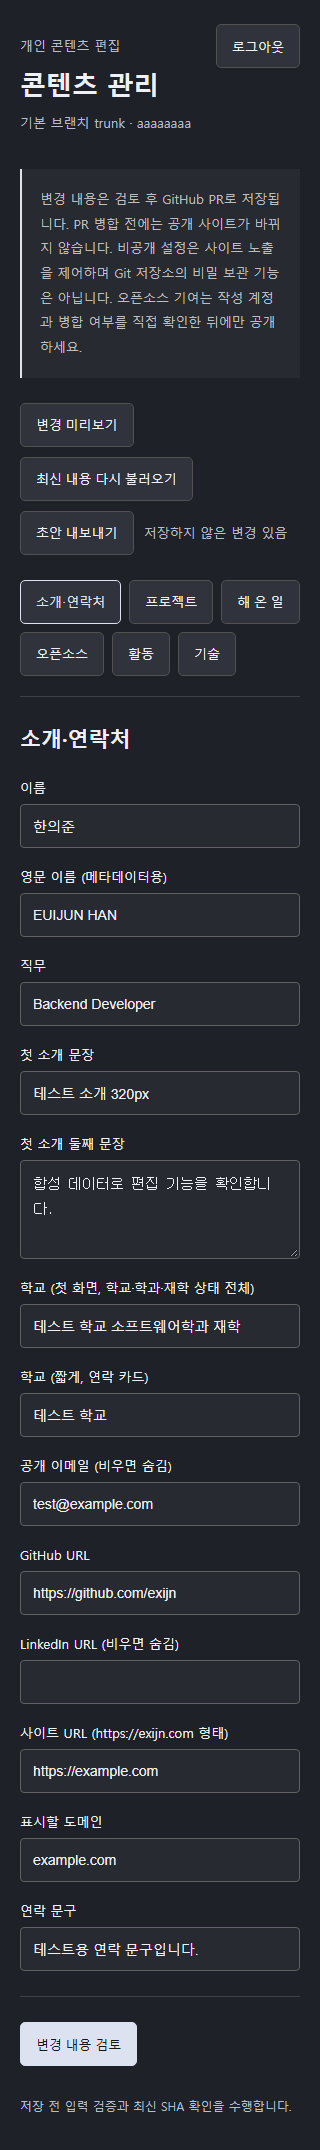 개인 콘텐츠 편집
로그아웃
콘텐츠 관리
기본 브랜치 trunk · aaaaaaaa
변경 내용은 검토 후 GitHub PR로 저장됩
니다. PR 병합 전에는 공개 사이트가 바뀌
지 않습니다. 비공개 설정은 사이트 노출
을 제어하며 Git 저장소의 비밀 보관 기능
은 아닙니다. 오픈소스 기여는 작성 계정
과 병합 여부를 직접 확인한 뒤에만 공개
하세요.
변경 미리보기
최신 내용 다시 불러오기
초안 내보내기 저장하지 않은 변경 있음
소개·연락처 프로젝트 해 온 일
오픈소스 활동 기술
소개·연락처
이름
한의준
영문 이름 (메타데이터용)
EUIJUN HAN
직무
Backend Developer
첫 소개 문장
테스트 소개 320px
첫 소개 둘째 문장
합성 데이터로 편집 기능을 확인합니
다.
학교 (첫 화면, 학교·학과·재학 상태 전체)
테스트 학교 소프트웨어학과 재학
학교 (짧게, 연락 카드)
테스트 학교
공개 이메일 (비우면 숨김)
test@example.com
GitHub URL
https://github.com/exijn
LinkedIn URL (비우면 숨김)
사이트 URL (https://exijn.com 형태)
https://example.com
표시할 도메인
example.com
연락 문구
테스트용 연락 문구입니다.
변경 내용 검토
저장 전 입력 검증과 최신 SHA 확인을 수행합니다.